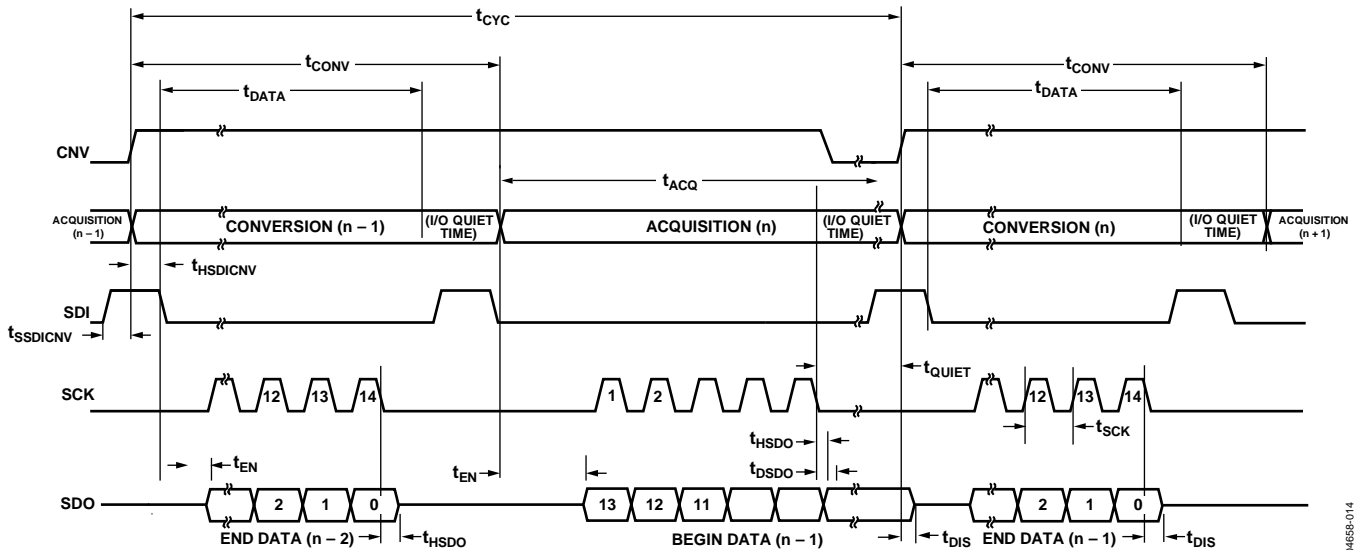 tCYC
tCONV
tCONV
tDATA
tDATA
CNV
tACQ
ACQUISITION
(n – 1)
CONVERSION (n – 1)
(I/O QUIET
TIME)
ACQUISITION (n)
(I/O QUIET
TIME)
CONVERSION (n)
(I/O QUIET
TIME)
ACQUISITION
(n + 1)
tHSDICNV
SDI
tSSDICNV
tQUIET
SCK
12 13 14
1 2
12 13 14
tSCK
tHSDO
tEN
tEN
tDSDO
SDO
2 1 0
13 12 11
2 1 0
END DATA (n – 2)
tHSDO
BEGIN DATA (n – 1)
tDIS
END DATA (n – 1)
tDIS
04658-014